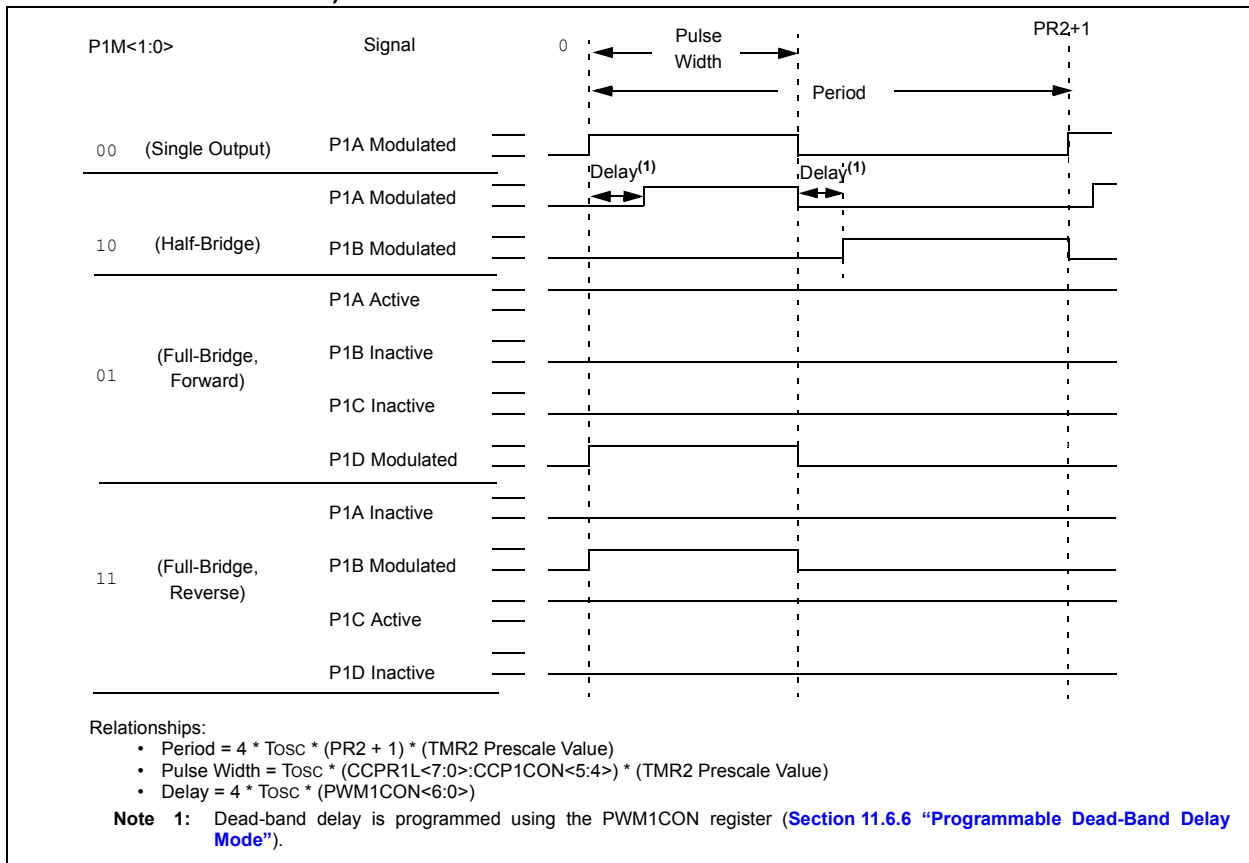 P1M<1:0> Signal 0 Pulse Width PR2+1
Period
00 (Single Output) P1A Modulated
Delay(1) Delay(1)
P1A Modulated
10 (Half-Bridge) P1B Modulated
P1A Active
01 (Full-Bridge, Forward) P1B Inactive
P1C Inactive
P1D Modulated
P1A Inactive
11 (Full-Bridge, Reverse) P1B Modulated
P1C Active
P1D Inactive
Relationships:
• Period = 4 * TOSC * (PR2 + 1) * (TMR2 Prescale Value)
• Pulse Width = TOSC * (CCPR1L<7:0>:CCP1CON<5:4>) * (TMR2 Prescale Value)
• Delay = 4 * TOSC * (PWM1CON<6:0>)
Note 1: Dead-band delay is programmed using the PWM1CON register (Section 11.6.6 “Programmable Dead-Band Delay
Mode”).